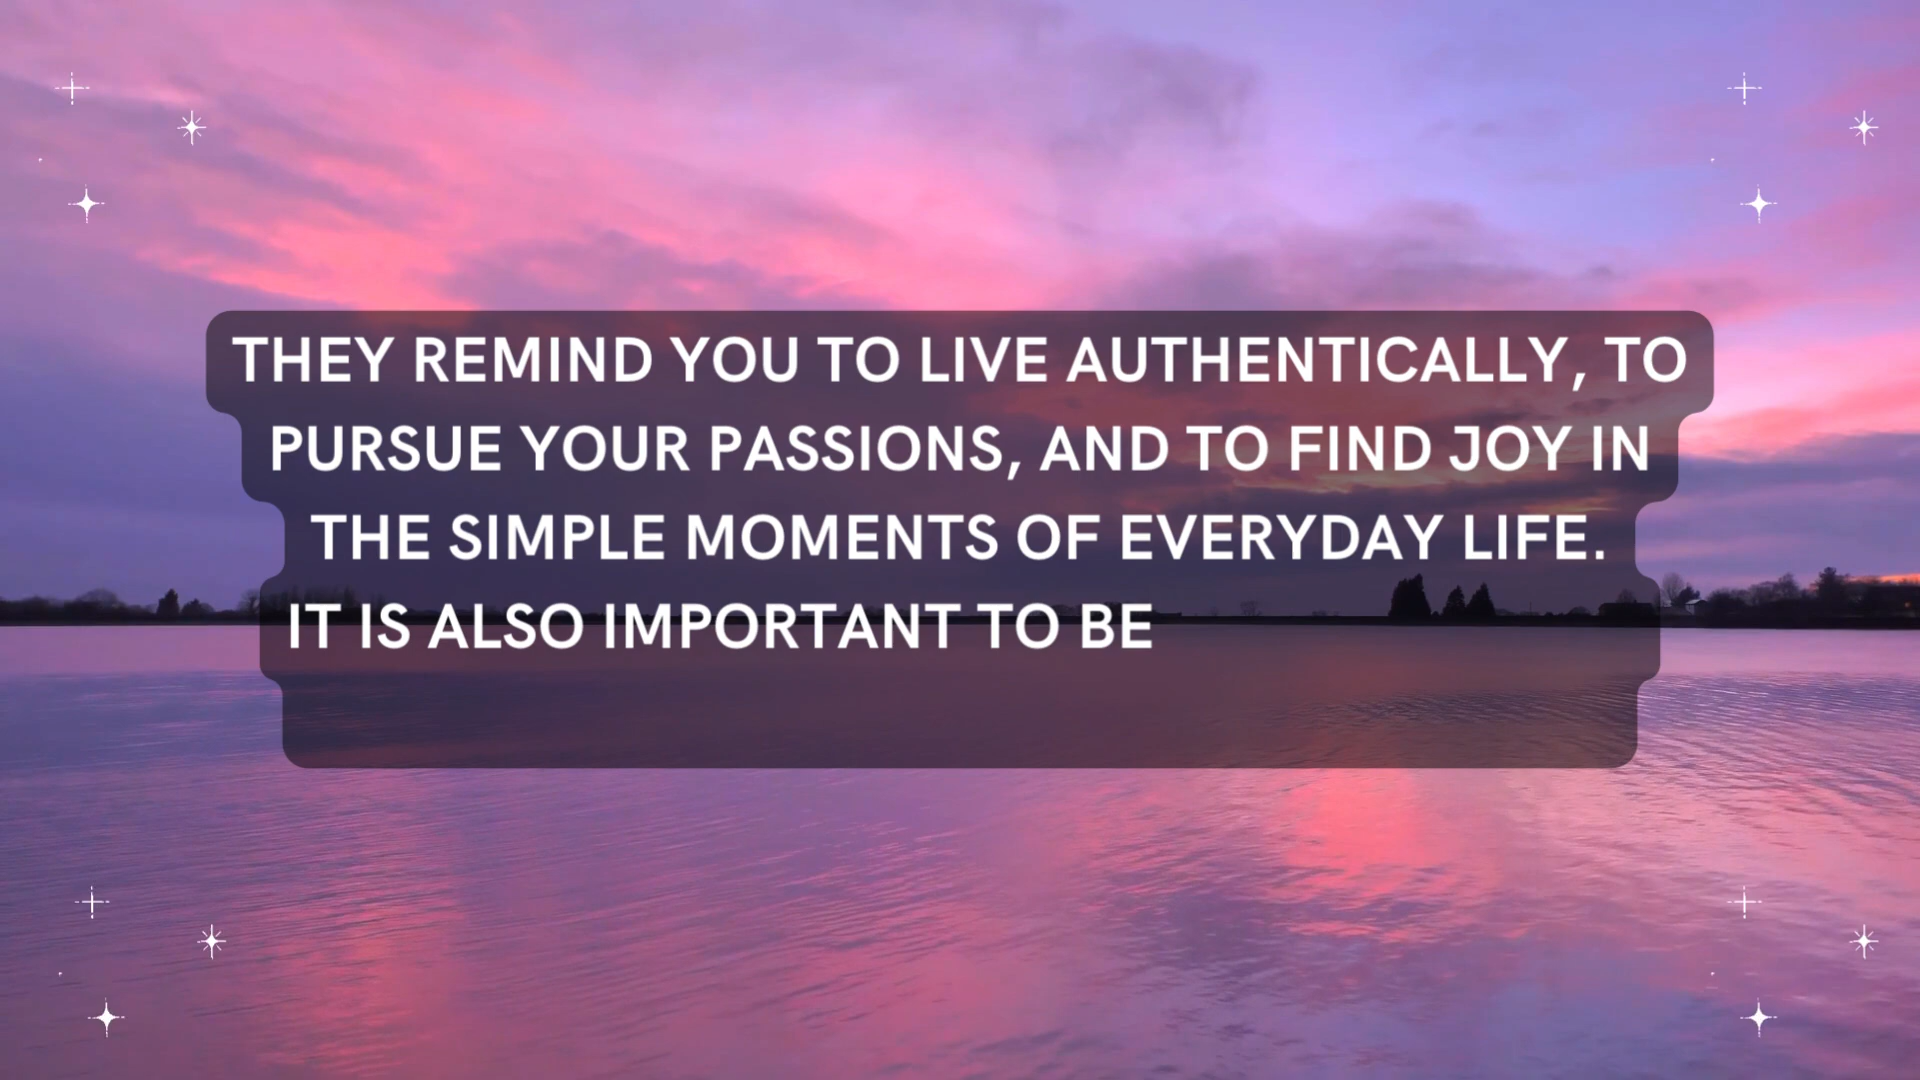 THEY REMIND YOU TO LIVE AUTHENTICALLY, TO
PURSUE YOUR PASSIONS, AND TO FIND JOY IN
THE SIMPLE MOMENTS OF EVERYDAY LIFE.
IT IS ALSO IMPORTANT TO BE